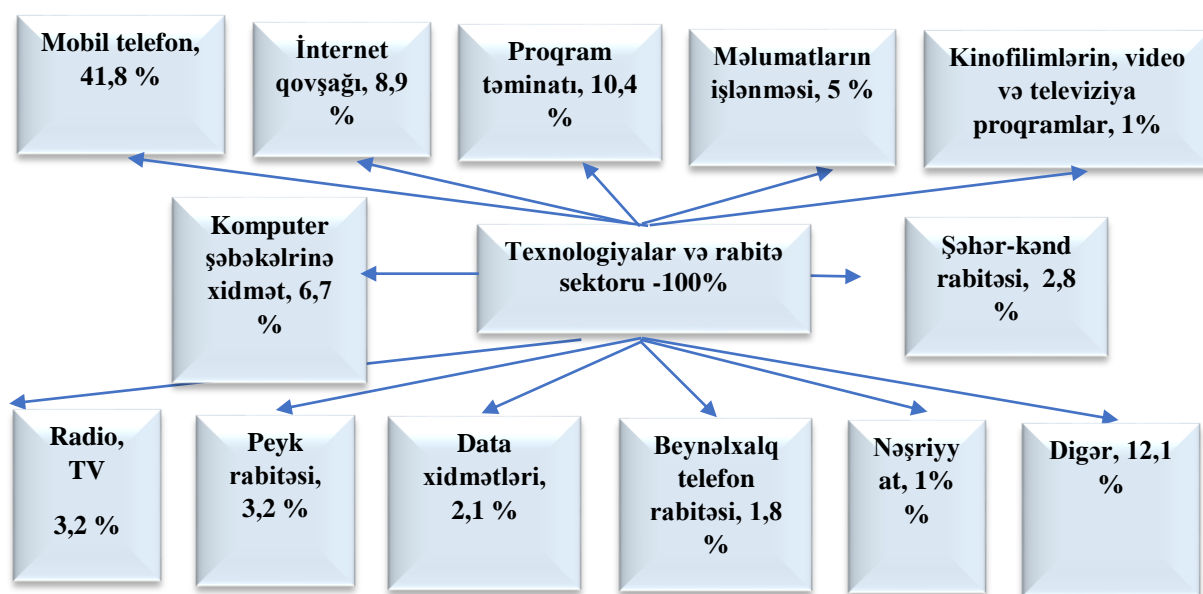 Mobil telefon,
41,8 %
İnternet
qovşağı, 8,9
%
Proqram
təminatı, 10,4
%
Məlumatların
işlənməsi, 5 %
Kinofilimlərin, video
və televiziya
proqramlar, 1%
Komputer
şəbəkəlrinə
xidmət, 6,7
%
Texnologiyalar və rabitə
sektoru -100%
Şəhər-kənd
rabitəsi, 2,8
%
Radio,
TV
3,2 %
Peyk
rabitəsi,
3,2 %
Data
xidmətləri,
2,1 %
Beynəlxalq
telefon
rabitəsi, 1,8
%
Nəşriyy
at, 1%
%
Digər, 12,1
%